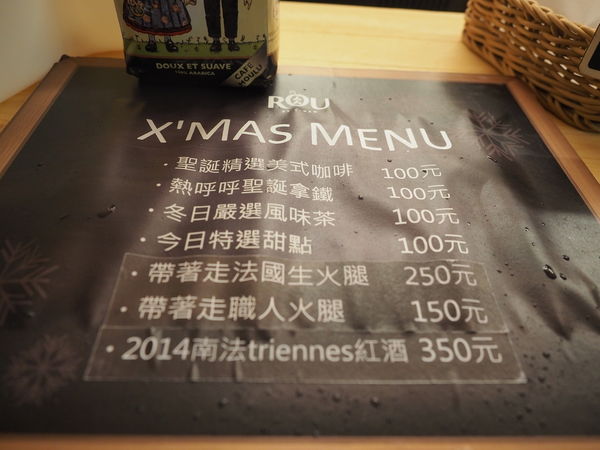 DOUX ET SUAVE
100% ARABICA
CAFÉ
MOULU
ROU
X'MAS MENU
·聖誕精選美式咖啡 100元
·熱呼呼聖誕拿鐵 100元
·冬日嚴選風味茶 100元
·今日特選甜點 100元
·帶著走法國生火腿 250元
·帶著走職人火腿 150元
·2014南法triennes紅酒 350元